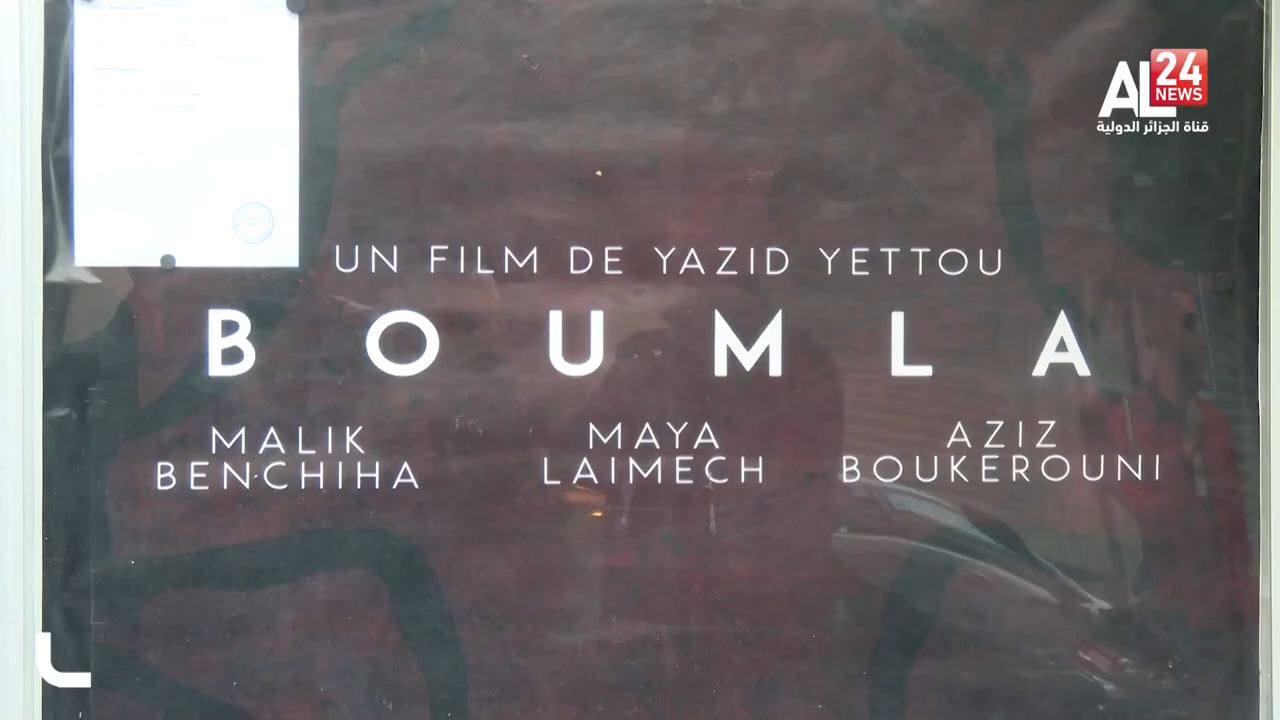 AL 24 NEWS
قناة الجزائر الدولية
UN FILM DE YAZID YETTOU
BOUMLA
MALIK BENCHIHA
MAYA LAIMECH
AZIZ BOUKEROUNI